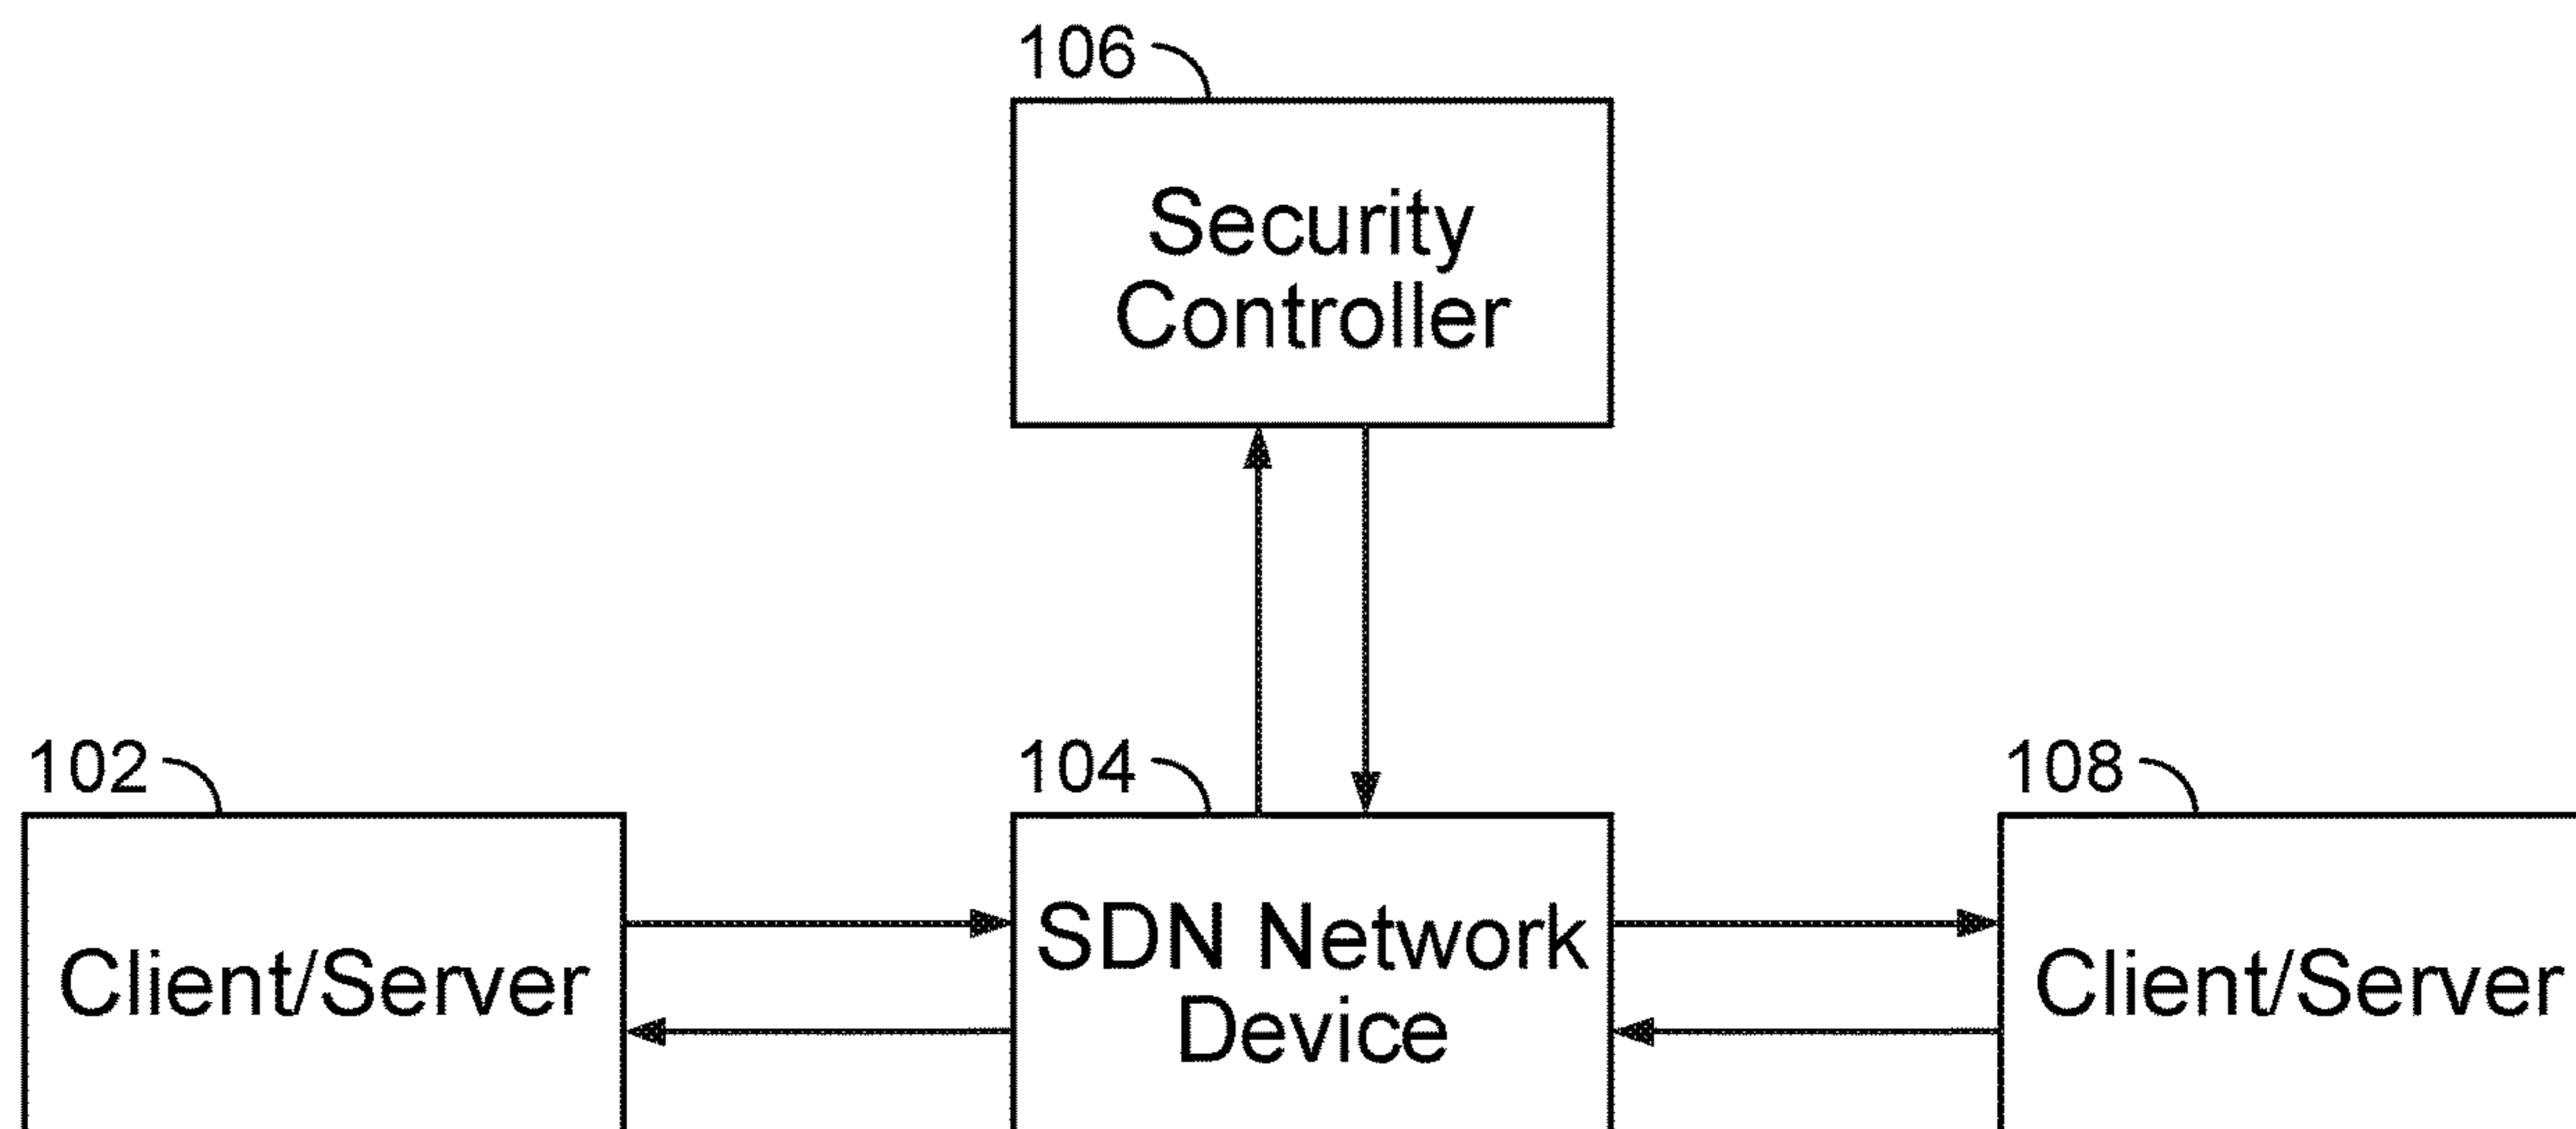 106
Security
Controller
102
104
108
Client/Server
SDN Network
Device
Client/Server